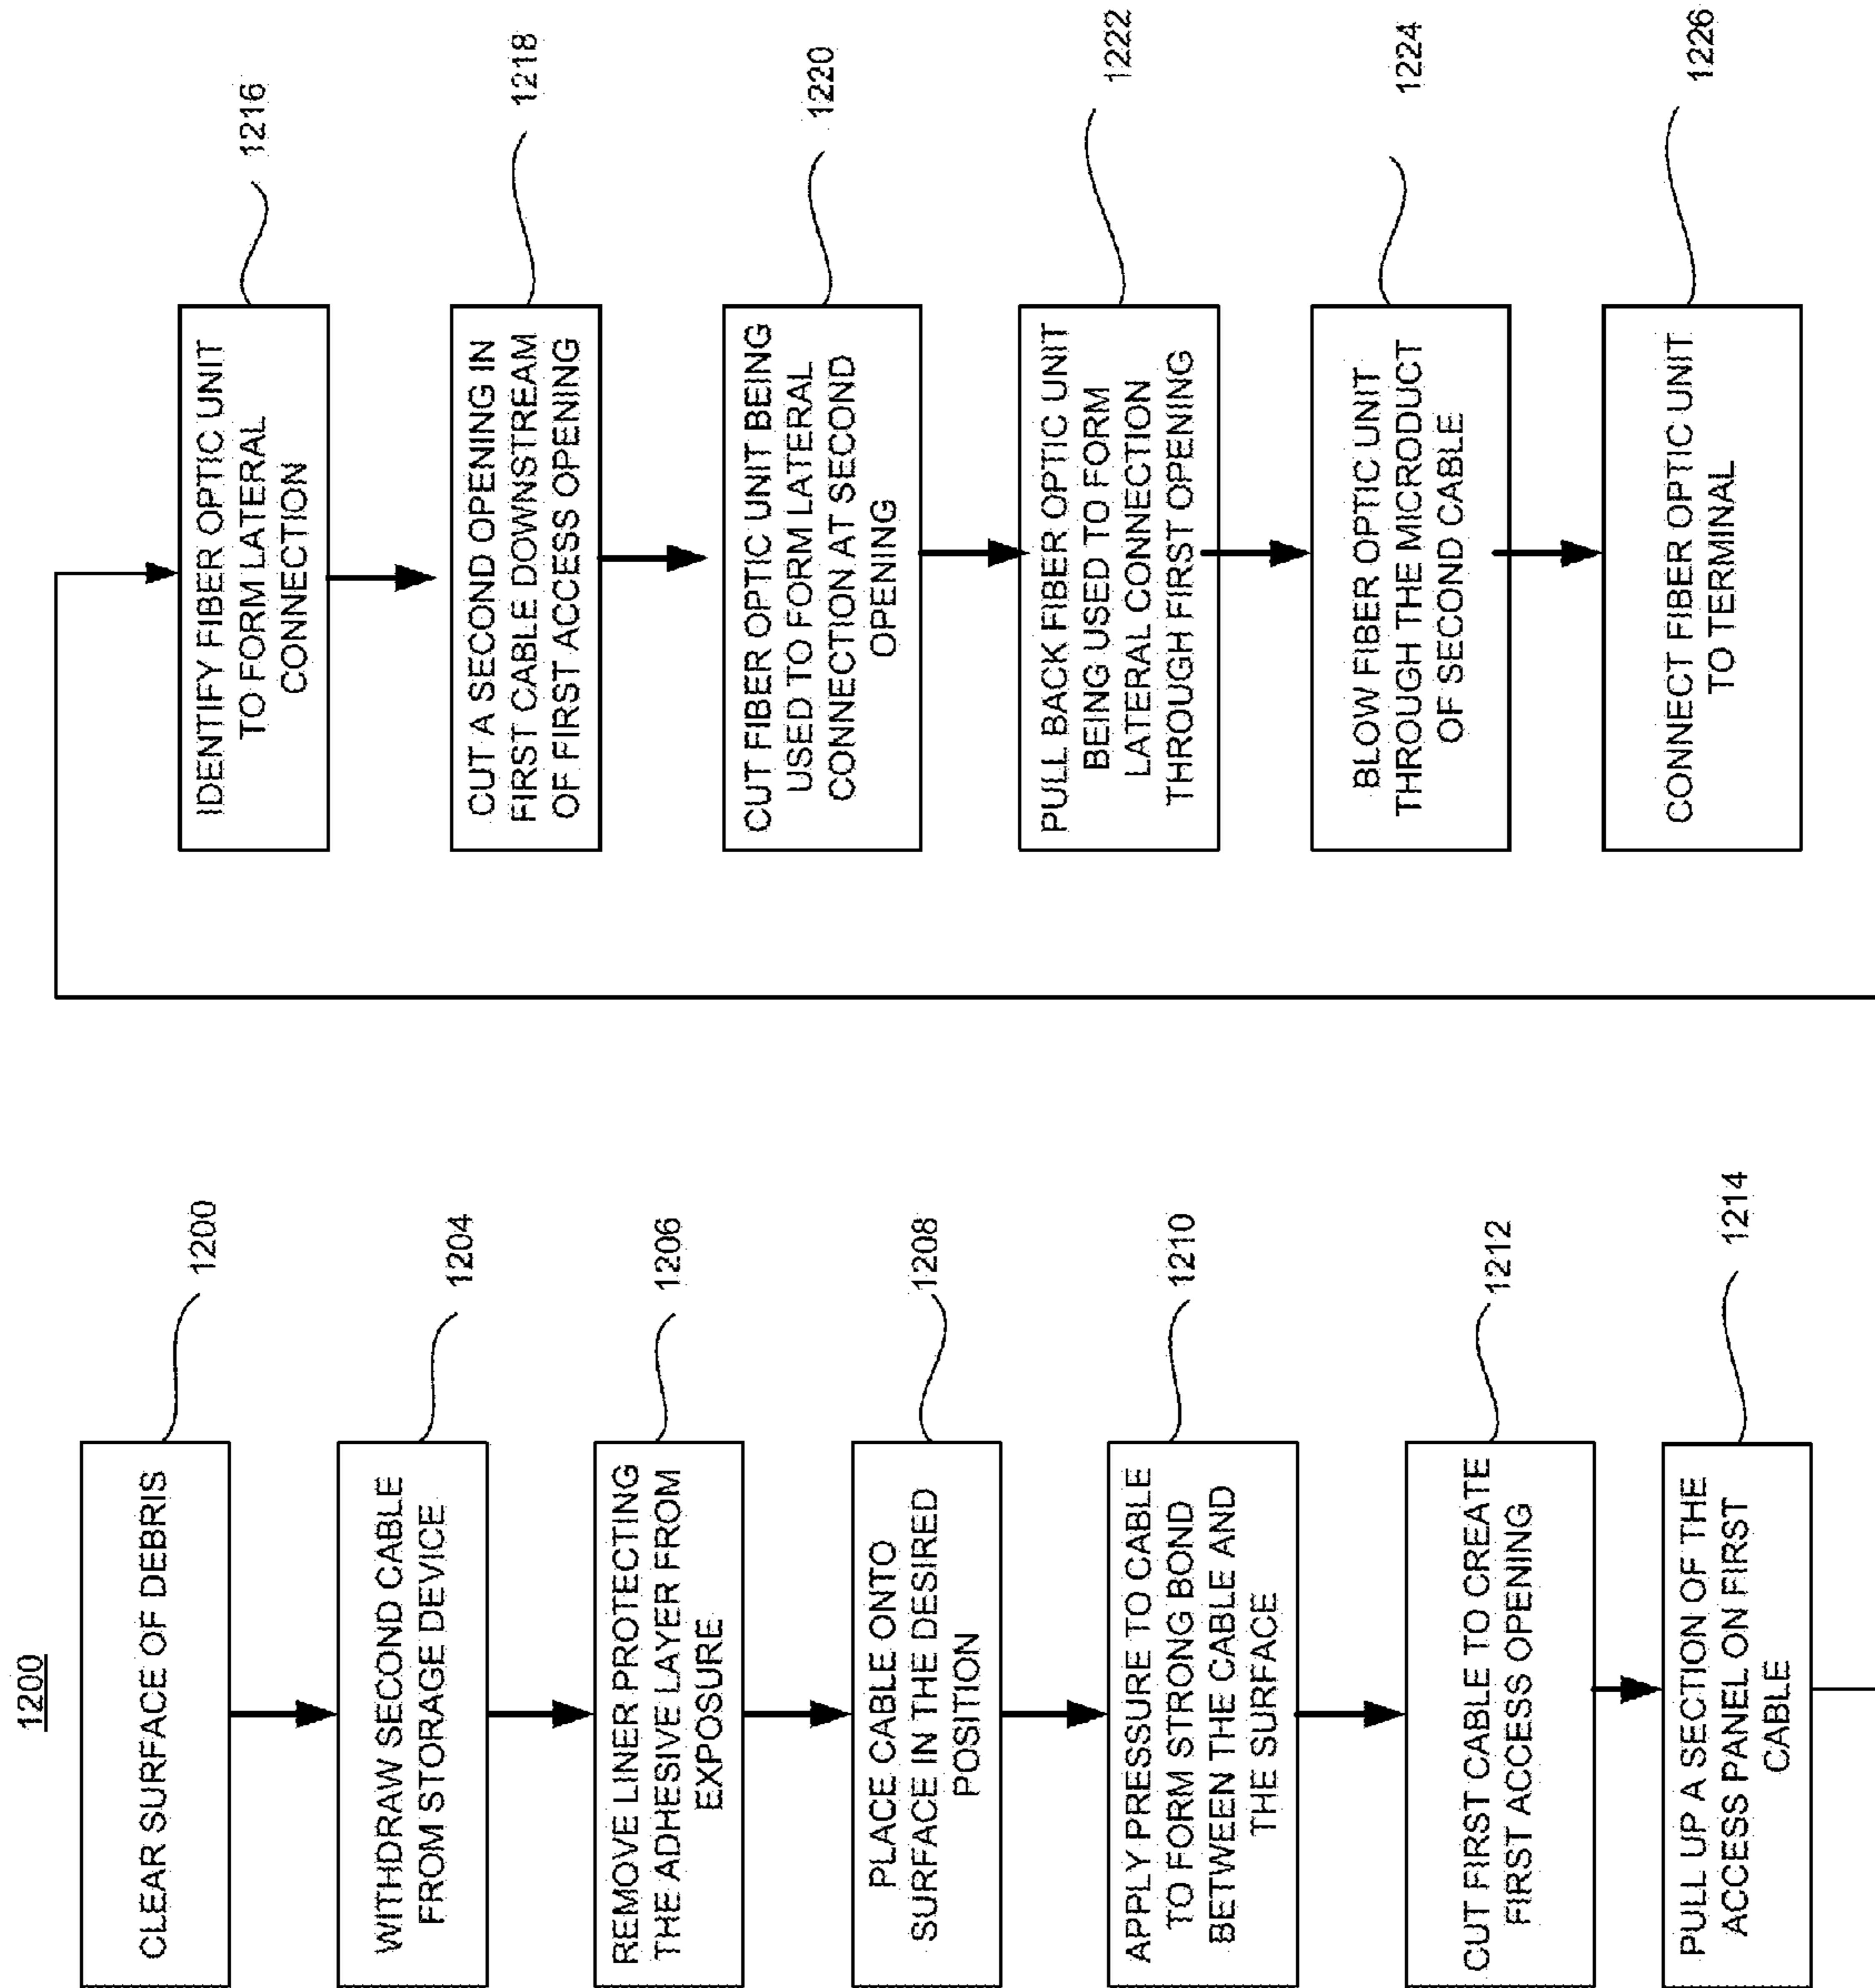 1200
CLEAR SURFACE OF DEBRIS
1200
WITHDRAW SECOND CABLE
FROM STORAGE DEVICE
1204
REMOVE LINER PROTECTING
THE ADHESIVE LAYER FROM
EXPOSURE
1206
PLACE CABLE ONTO
SURFACE IN THE DESIRED
POSITION
1208
APPLY PRESSURE TO CABLE
TO FORM STRONG BOND
BETWEEN THE CABLE AND
THE SURFACE
1210
CUT FIRST CABLE TO CREATE
FIRST ACCESS OPENING
1212
PULL UP A SECTION OF THE
ACCESS PANEL ON FIRST
CABLE
1214
IDENTIFY FIBER OPTIC UNIT
TO FORM LATERAL
CONNECTION
1216
CUT A SECOND OPENING IN
FIRST CABLE DOWNSTREAM
OF FIRST ACCESS OPENING
1218
CUT FIBER OPTIC UNIT BEING
USED TO FORM LATERAL
CONNECTION AT SECOND
OPENING
1220
PULL BACK FIBER OPTIC UNIT
BEING USED TO FORM
LATERAL CONNECTION
THROUGH FIRST OPENING
1222
BLOW FIBER OPTIC UNIT
THROUGH THE MICRODUCT
OF SECOND CABLE
1224
CONNECT FIBER OPTIC UNIT
TO TERMINAL
1226